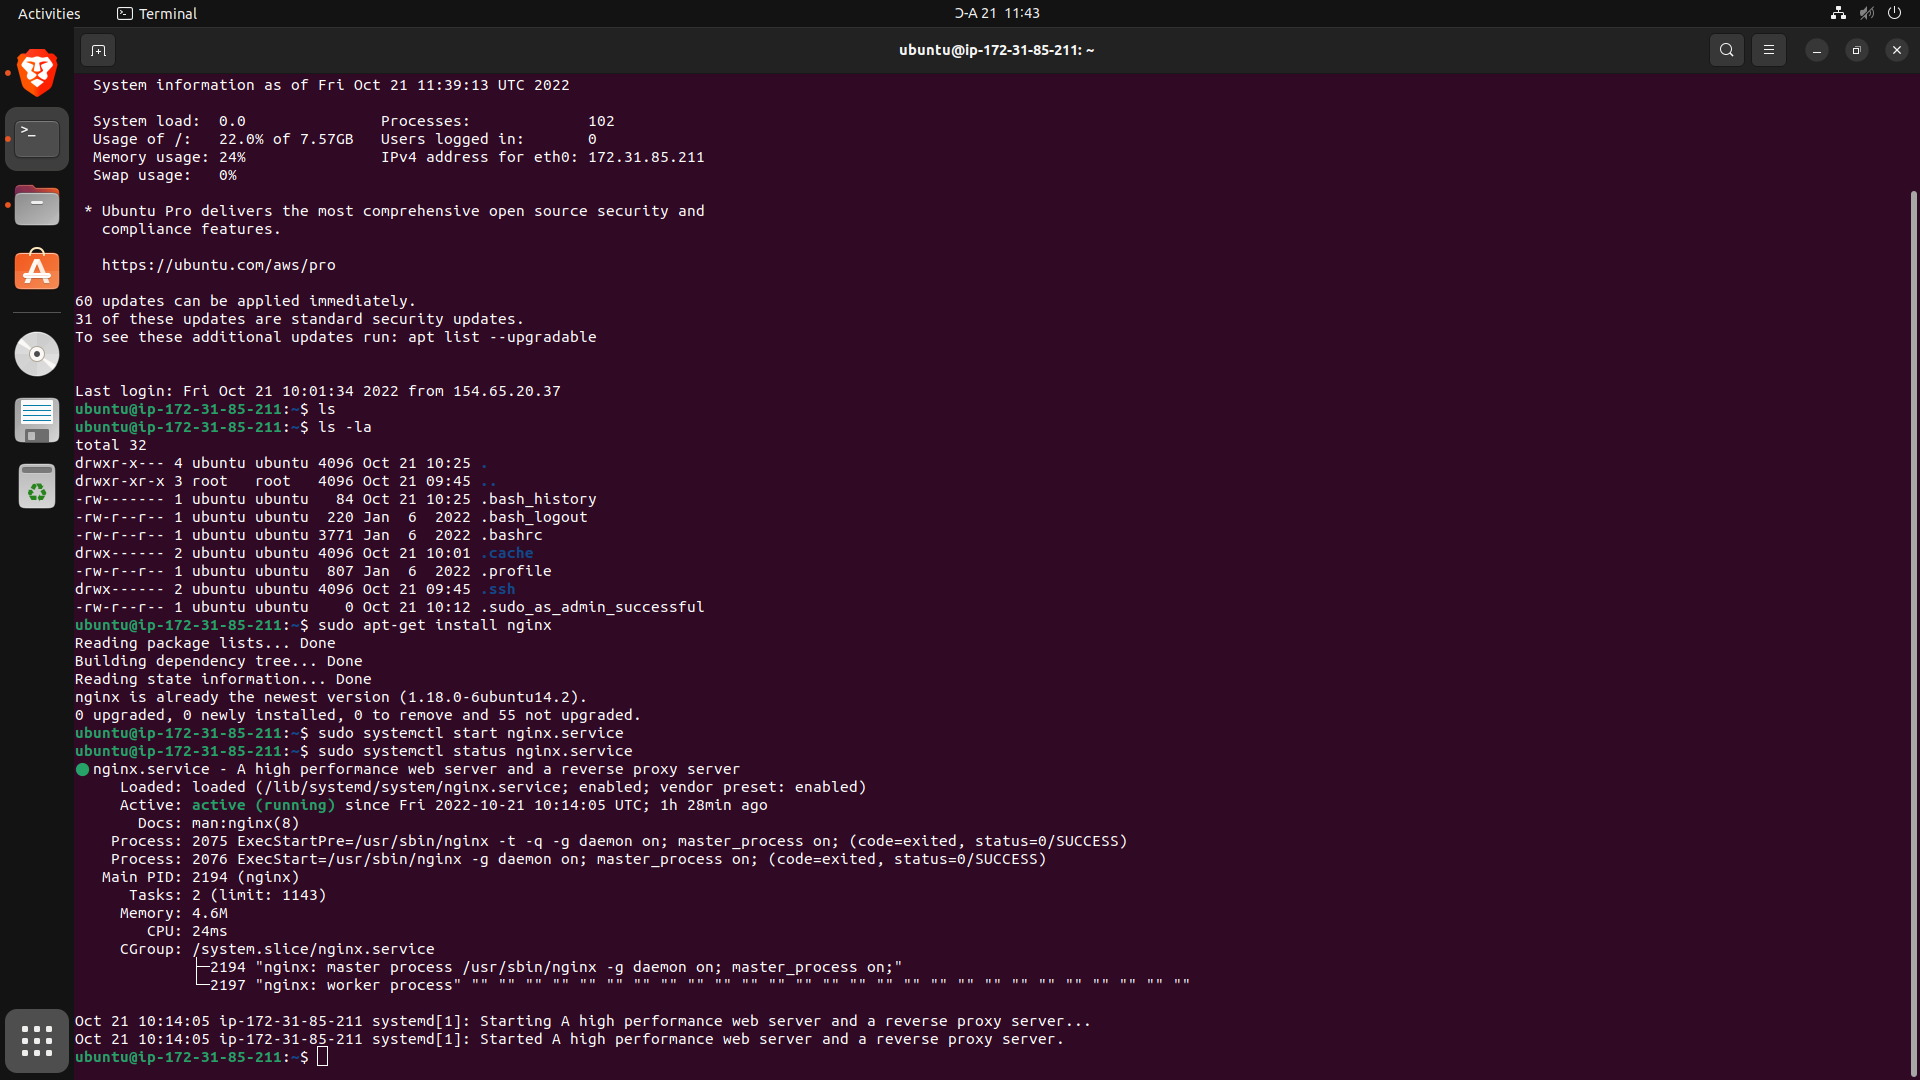 Activities Terminal Ɔ-A 21 11:43
ubuntu@ip-172-31-85-211: ~
System information as of Fri Oct 21 11:39:13 UTC 2022
System load:  0.0               Processes:             102
Usage of /:   22.0% of 7.57GB   Users logged in:       0
Memory usage: 24%               IPv4 address for eth0: 172.31.85.211
Swap usage:   0%
* Ubuntu Pro delivers the most comprehensive open source security and
compliance features.
https://ubuntu.com/aws/pro
60 updates can be applied immediately.
31 of these updates are standard security updates.
To see these additional updates run: apt list --upgradable
Last login: Fri Oct 21 10:01:34 2022 from 154.65.20.37
ubuntu@ip-172-31-85-211:~$ ls
ubuntu@ip-172-31-85-211:~$ ls -la
total 32
drwxr-x--- 4 ubuntu ubuntu 4096 Oct 21 10:25 .
drwxr-xr-x 3 root   root   4096 Oct 21 09:45 ..
-rw------- 1 ubuntu ubuntu   84 Oct 21 10:25 .bash_history
-rw-r--r-- 1 ubuntu ubuntu  220 Jan  6  2022 .bash_logout
-rw-r--r-- 1 ubuntu ubuntu 3771 Jan  6  2022 .bashrc
drwx------ 2 ubuntu ubuntu 4096 Oct 21 10:01 .cache
-rw-r--r-- 1 ubuntu ubuntu  807 Jan  6  2022 .profile
drwx------ 2 ubuntu ubuntu 4096 Oct 21 09:45 .ssh
-rw-r--r-- 1 ubuntu ubuntu    0 Oct 21 10:12 .sudo_as_admin_successful
ubuntu@ip-172-31-85-211:~$ sudo apt-get install nginx
Reading package lists... Done
Building dependency tree... Done
Reading state information... Done
nginx is already the newest version (1.18.0-6ubuntu14.2).
0 upgraded, 0 newly installed, 0 to remove and 55 not upgraded.
ubuntu@ip-172-31-85-211:~$ sudo systemctl start nginx.service
ubuntu@ip-172-31-85-211:~$ sudo systemctl status nginx.service
● nginx.service - A high performance web server and a reverse proxy server
Loaded: loaded (/lib/systemd/system/nginx.service; enabled; vendor preset: enabled)
Active: active (running) since Fri 2022-10-21 10:14:05 UTC; 1h 28min ago
Docs: man:nginx(8)
Process: 2075 ExecStartPre=/usr/sbin/nginx -t -q -g daemon on; master_process on; (code=exited, status=0/SUCCESS)
Process: 2076 ExecStart=/usr/sbin/nginx -g daemon on; master_process on; (code=exited, status=0/SUCCESS)
Main PID: 2194 (nginx)
Tasks: 2 (limit: 1143)
Memory: 4.6M
CPU: 24ms
CGroup: /system.slice/nginx.service
├─2194 "nginx: master process /usr/sbin/nginx -g daemon on; master_process on;"
└─2197 "nginx: worker process" "" "" "" "" "" "" "" "" "" "" "" "" "" "" "" "" "" "" "" "" "" "" "" "" "" "" ""
Oct 21 10:14:05 ip-172-31-85-211 systemd[1]: Starting A high performance web server and a reverse proxy server...
Oct 21 10:14:05 ip-172-31-85-211 systemd[1]: Started A high performance web server and a reverse proxy server.
ubuntu@ip-172-31-85-211:~$